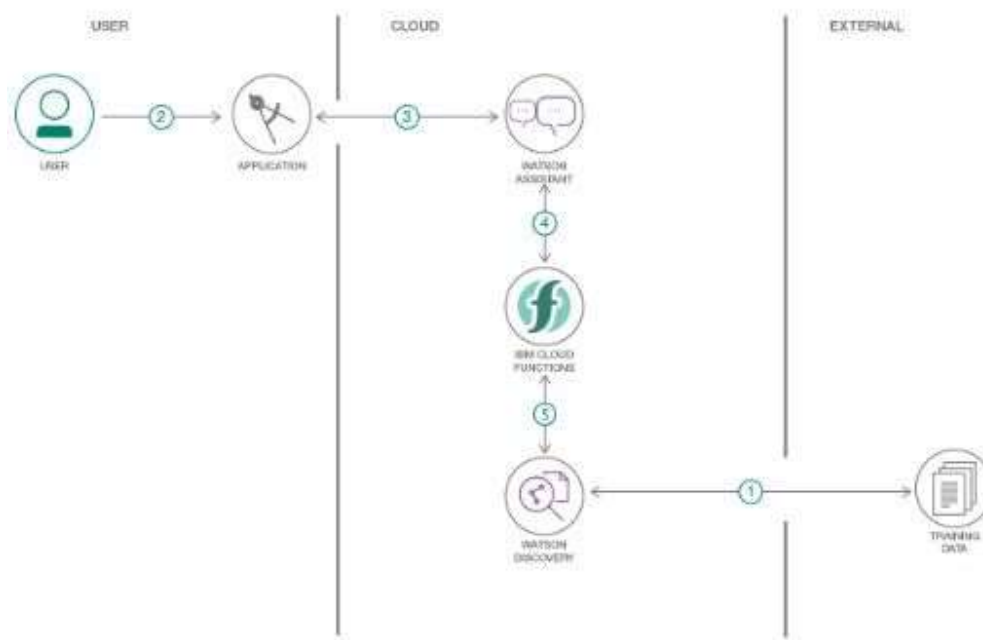 USER
CLOUD
EXTERNAL
2
3
USER
APPLICATION
WATSON
ASSISTANT
4
IBM CLOUD
FUNCTIONS
5
1
WATSON
DISCOVERY
TRAINING
DATA